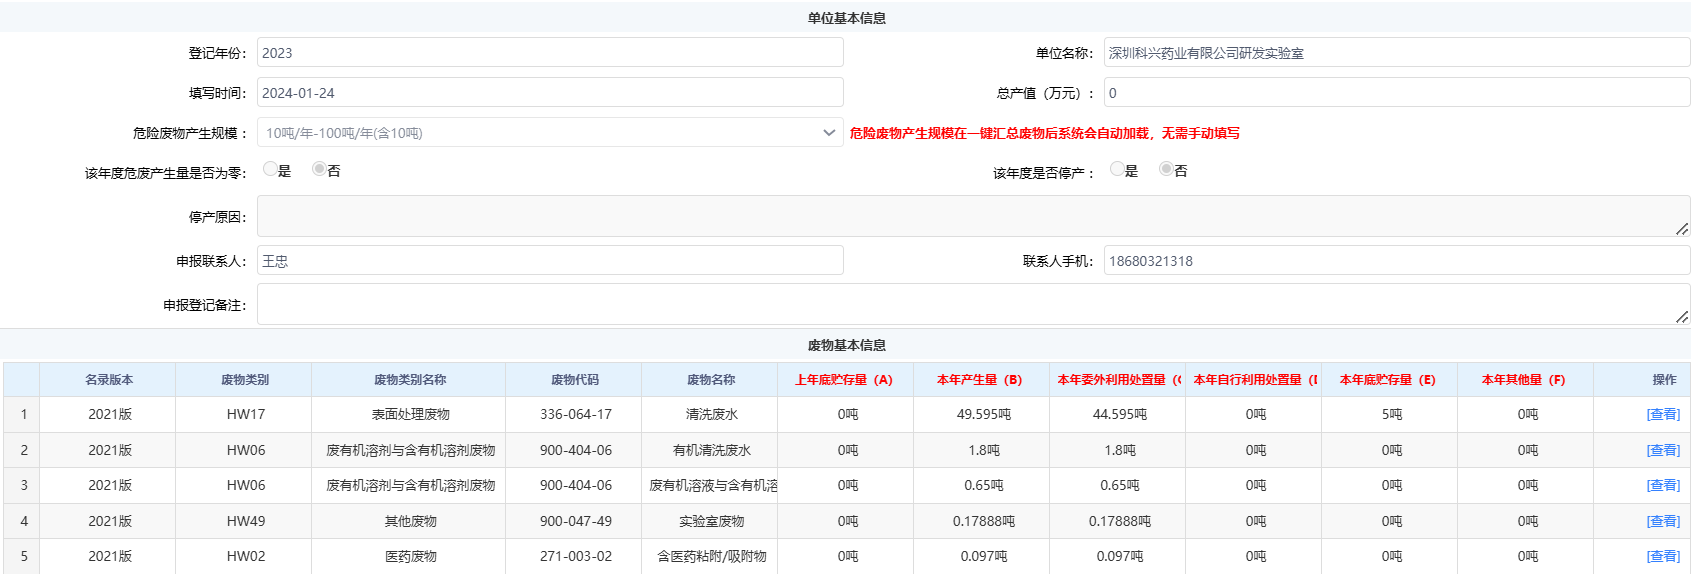 单位基本信息
登记年份： 2023 单位名称： 深圳科兴药业有限公司研发实验室
填写时间： 2024-01-24 总产值（万元）： 0
危险废物产生规模： 10吨/年-100吨/年(含10吨) 危险废物产生规模在一键汇总废物后系统会自动加载，无需手动填写
该年度危废产生量是否为零： 是 否 该年度是否停产： 是 否
停产原因：
申报联系人： 王忠 联系人手机： 18680321318
申报登记备注：
废物基本信息
名录版本 废物类别 废物类别名称 废物代码 废物名称 上年底贮存量（A） 本年产生量（B） 本年委外利用处置量（ 本年自行利用处置量（ 本年底贮存量（E） 本年其他量（F） 操作
1 2021版 HW17 表面处理废物 336-064-17 清洗废水 0吨 49.595吨 44.595吨 0吨 5吨 0吨 [查看]
2 2021版 HW06 废有机溶剂与含有机溶剂废物 900-404-06 有机清洗废水 0吨 1.8吨 1.8吨 0吨 0吨 0吨 [查看]
3 2021版 HW06 废有机溶剂与含有机溶剂废物 900-404-06 废有机溶液与含有机溶 0吨 0.65吨 0.65吨 0吨 0吨 0吨 [查看]
4 2021版 HW49 其他废物 900-047-49 实验室废物 0吨 0.17888吨 0.17888吨 0吨 0吨 0吨 [查看]
5 2021版 HW02 医药废物 271-003-02 含医药粘附/吸附物 0吨 0.097吨 0.097吨 0吨 0吨 0吨 [查看]